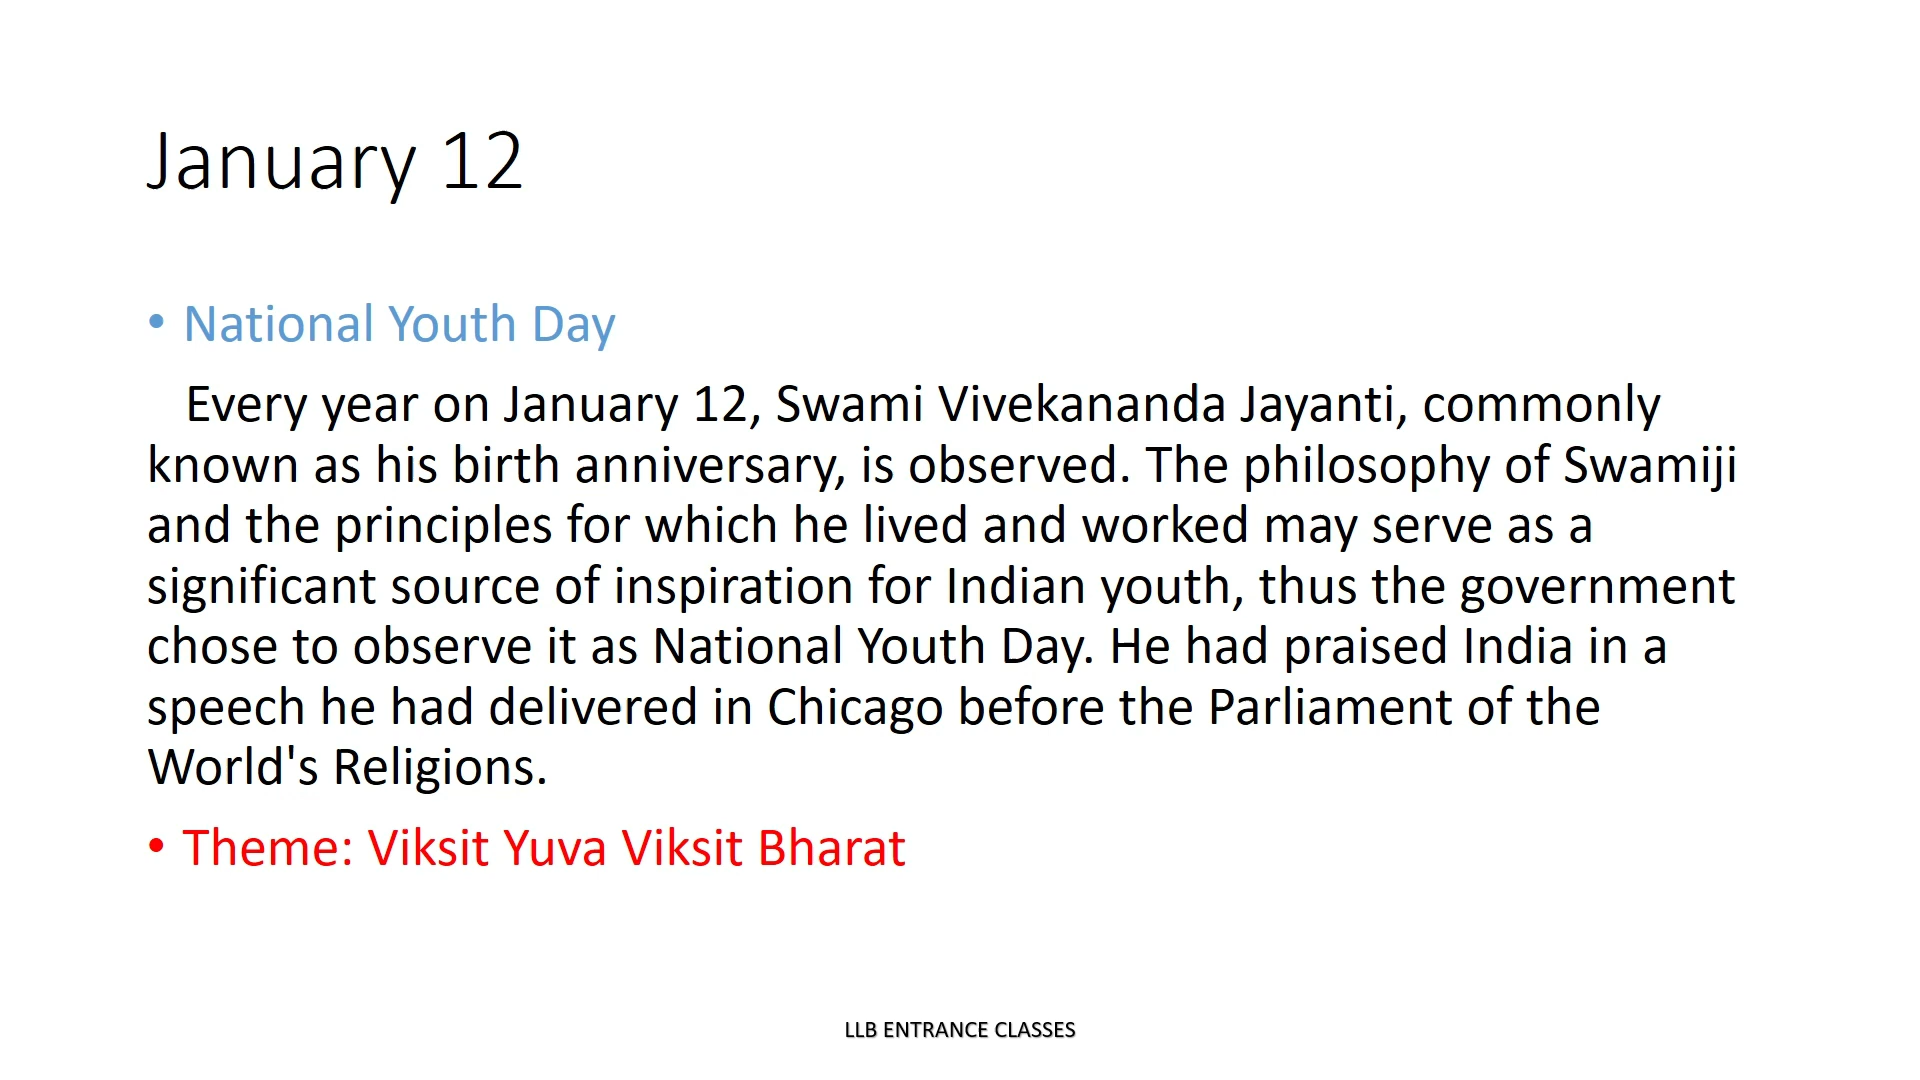 January 12
• National Youth Day
Every year on January 12, Swami Vivekananda Jayanti, commonly
known as his birth anniversary, is observed. The philosophy of Swamiji
and the principles for which he lived and worked may serve as a
significant source of inspiration for Indian youth, thus the government
chose to observe it as National Youth Day. He had praised India in a
speech he had delivered in Chicago before the Parliament of the
World's Religions.
• Theme: Viksit Yuva Viksit Bharat
LLB ENTRANCE CLASSES